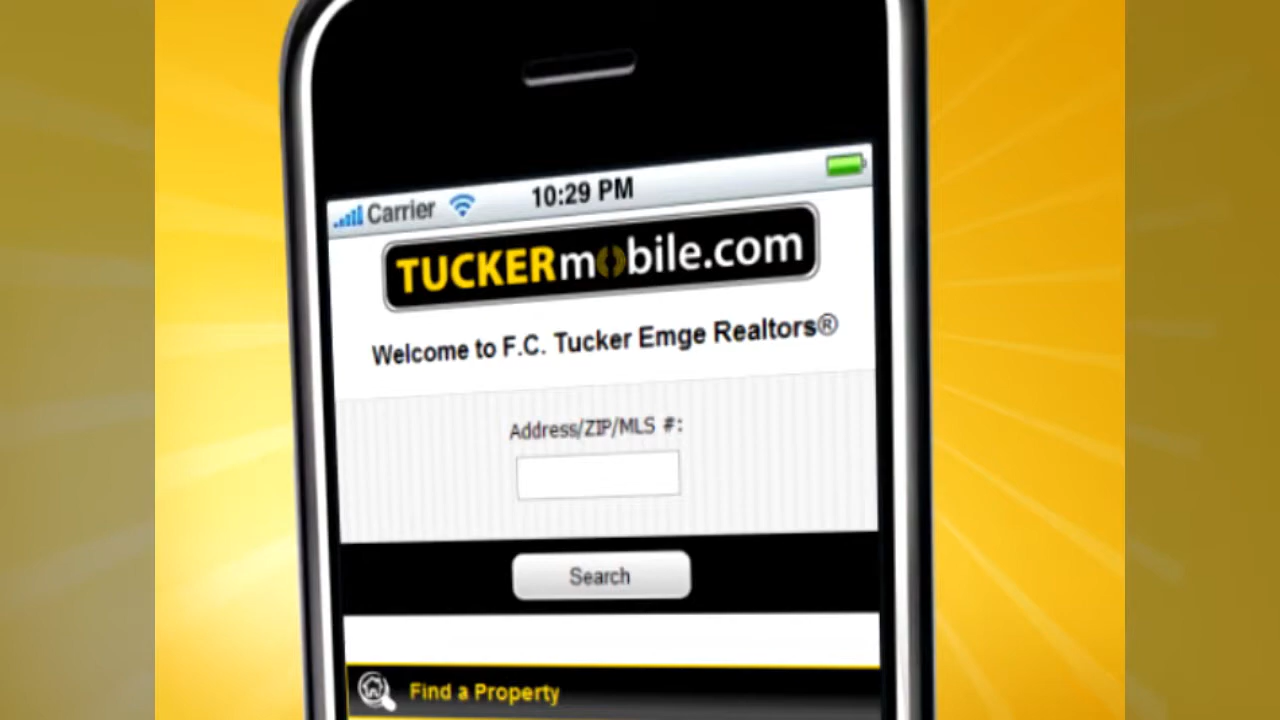 Carrier 10:29 PM
TUCKERmobile.com
Welcome to F.C. Tucker Emge Realtors®
Address/ZIP/MLS #:
Search
Find a Property